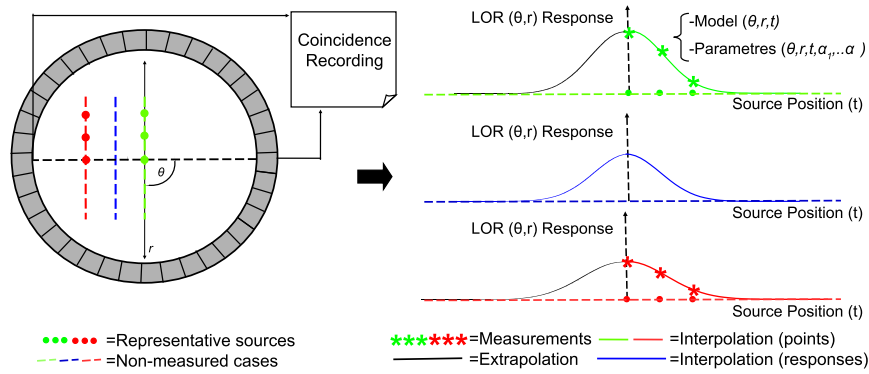 Coincidence
Recording
θ
r
LOR (θ,r) Response
-Model (θ,r,t)
-Parametres (θ,r,t,α1,..α )
Source Position (t)
LOR (θ,r) Response
Source Position (t)
LOR (θ,r) Response
Source Position (t)
=Representative sources
=Non-measured cases
=Measurements
=Interpolation (points)
=Extrapolation
=Interpolation (responses)